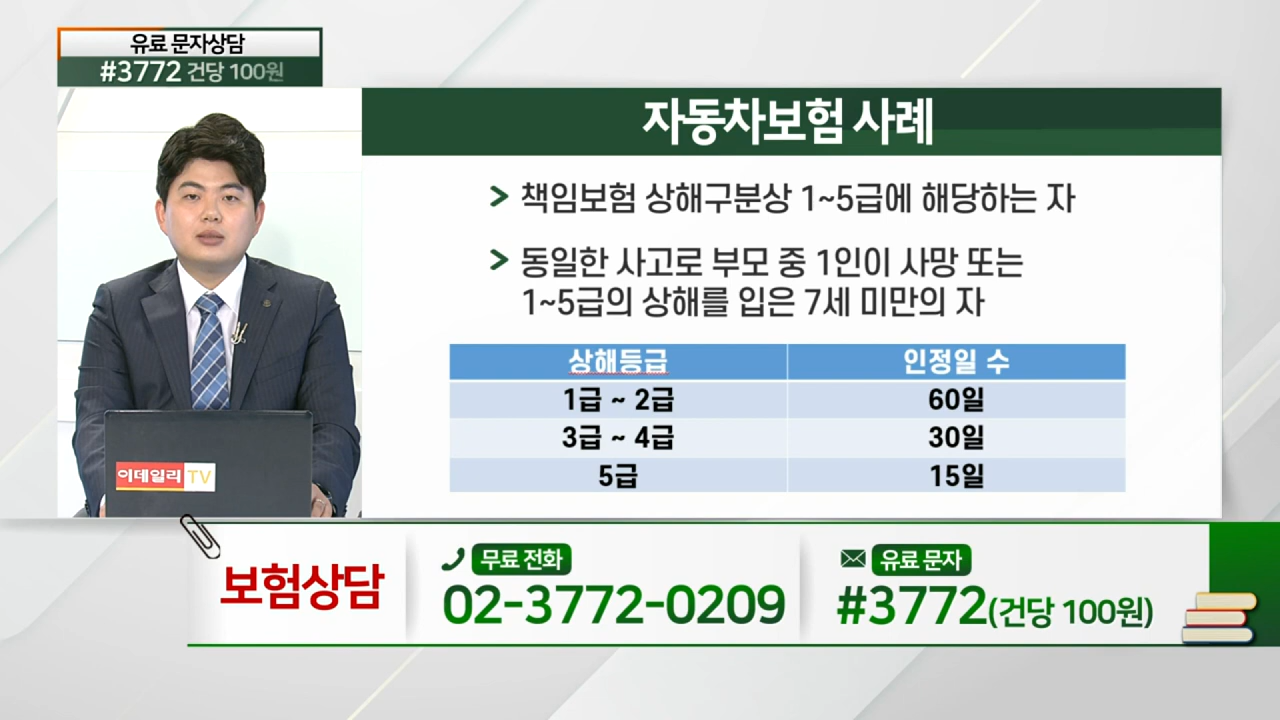 유료 문자상담
#3772 건당 100원
자동차보험 사례
책임보험 상해구분상 1~5급에 해당하는 자
동일한 사고로 부모 중 1인이 사망 또는
1~5급의 상해를 입은 7세 미만의 자
상해등급 인정일 수
1급 ~ 2급 60일
3급 ~ 4급 30일
5급 15일
이데일리 TV
보험상담
무료 전화
02-3772-0209
유료 문자
#3772(건당 100원)